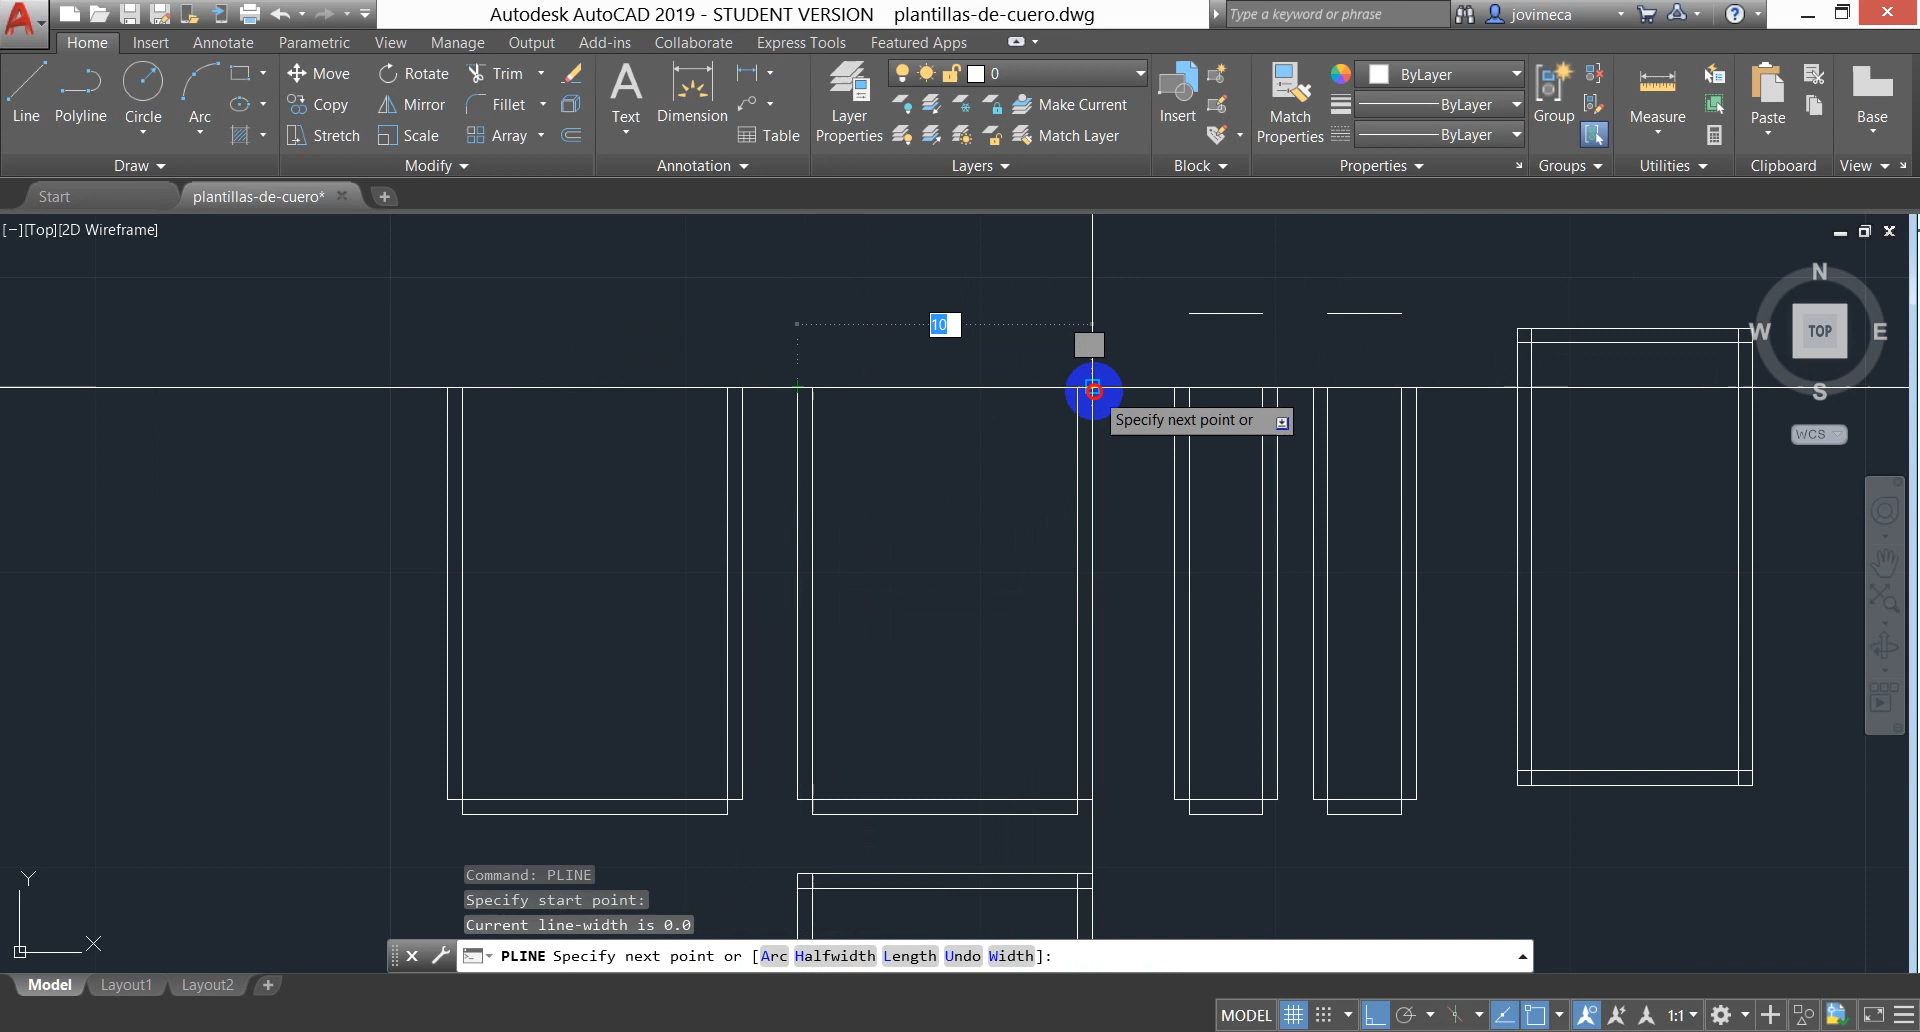 Autodesk AutoCAD 2019 - STUDENT VERSION plantillas-de-cuero.dwg
Type a keyword or phrase
jovimeca
Home Insert Annotate Parametric View Manage Output Add-ins Collaborate Express Tools Featured Apps
Line Polyline Circle Arc
Move Rotate Trim
Copy Mirror Fillet
Stretch Scale Array
Text Dimension Table
Layer Properties
0
Make Current
Match Layer
Insert
Match Properties
ByLayer
ByLayer
ByLayer
Group Measure Paste Base
Draw Modify Annotation Layers Block Properties Groups Utilities Clipboard View
Start plantillas-de-cuero*
[−][Top][2D Wireframe]
N
W TOP E
S
WCS
10
Specify next point or
Command: PLINE
Specify start point:
Current line-width is 0.0
Y
X
PLINE Specify next point or [Arc Halfwidth Length Undo Width]:
Model Layout1 Layout2
MODEL 1:1